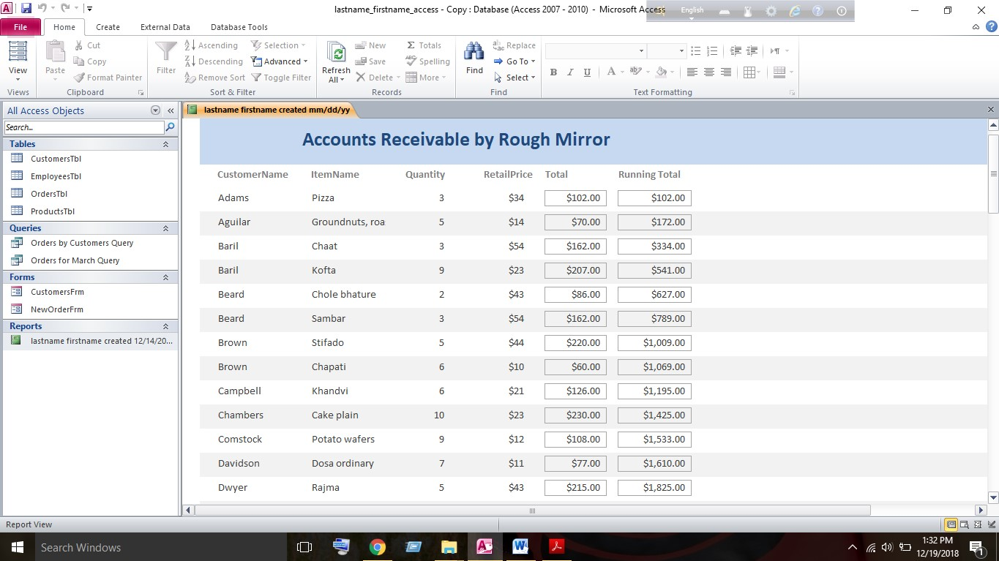 lastname_firstname_access - Copy : Database (Access 2007 - 2010) - Microsoft Access
English
File Home Create External Data Database Tools
View
Views
Paste
Cut
Copy
Format Painter
Clipboard
Filter
Ascending
Descending
Remove Sort
Selection
Advanced
Toggle Filter
Sort & Filter
Refresh All
New
Save
Delete
Totals
Spelling
More
Records
Find
Replace
Go To
Select
Find
B I U A
Text Formatting
All Access Objects
Search...
Tables
CustomersTbl
EmployeesTbl
OrdersTbl
ProductsTbl
Queries
Orders by Customers Query
Orders for March Query
Forms
CustomersFrm
NewOrderFrm
Reports
lastname firstname created 12/14/20...
lastname firstname created mm/dd/yy
Accounts Receivable by Rough Mirror
CustomerName ItemName Quantity RetailPrice Total Running Total
Adams Pizza 3 $34 $102.00 $102.00
Aguilar Groundnuts, roa 5 $14 $70.00 $172.00
Baril Chaat 3 $54 $162.00 $334.00
Baril Kofta 9 $23 $207.00 $541.00
Beard Chole bhature 2 $43 $86.00 $627.00
Beard Sambar 3 $54 $162.00 $789.00
Brown Stifado 5 $44 $220.00 $1,009.00
Brown Chapati 6 $10 $60.00 $1,069.00
Campbell Khandvi 6 $21 $126.00 $1,195.00
Chambers Cake plain 10 $23 $230.00 $1,425.00
Comstock Potato wafers 9 $12 $108.00 $1,533.00
Davidson Dosa ordinary 7 $11 $77.00 $1,610.00
Dwyer Rajma 5 $43 $215.00 $1,825.00
Report View
Search Windows
1:32 PM
12/19/2018
1